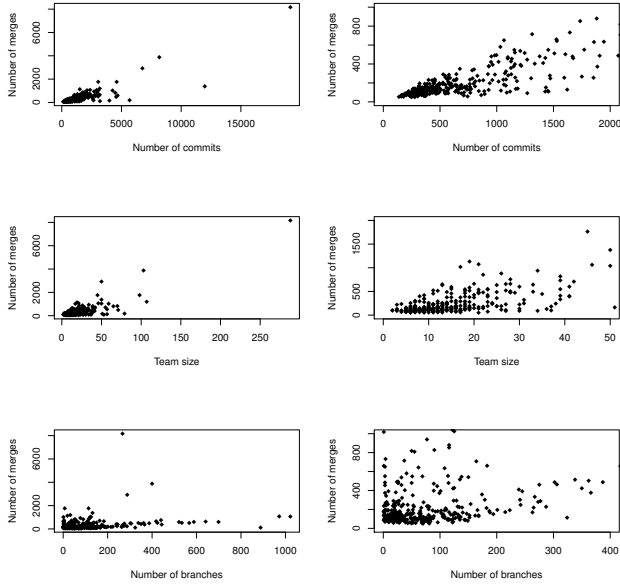 Number of merges
0 2000 6000
0 5000 10000 15000
Number of commits
Number of merges
0 400 800
500 1000 1500 2000
Number of commits
Number of merges
0 2000 6000
0 50 100 150 200 250
Team size
Number of merges
0 500 1500
0 10 20 30 40 50
Team size
Number of merges
0 2000 6000
0 200 400 600 800 1000
Number of branches
Number of merges
0 400 800
0 100 200 300 400
Number of branches